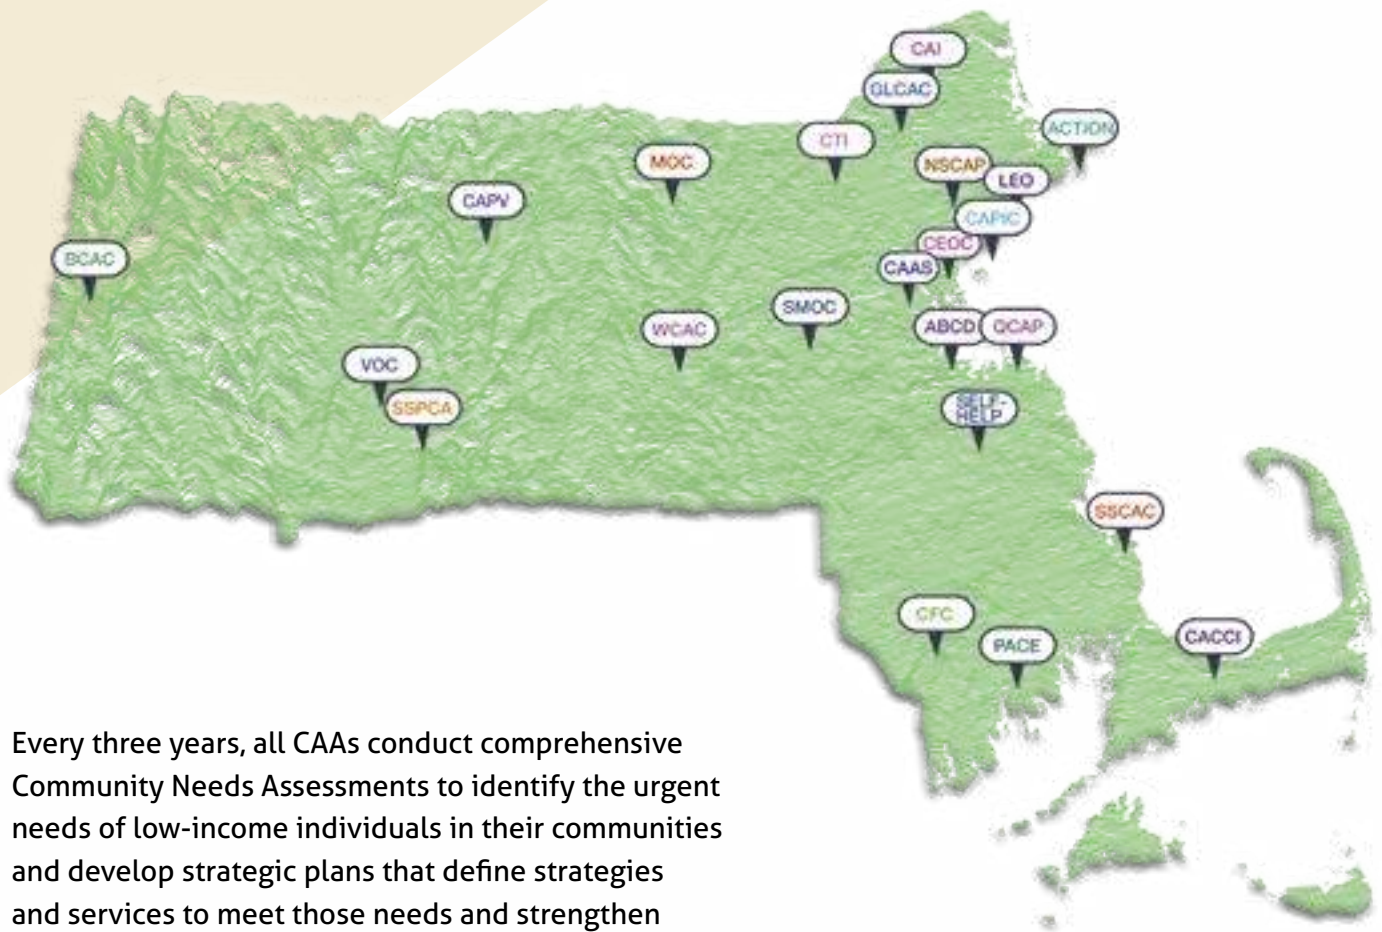 CAI
GLCAC
ACTION
CTI
MOC
NSCAP
LEO
CAPV
CAPIC
CEOC
BCAC
CAAS
SMOC
WCAC
ABCD
QCAP
VOC
SSPCA
SELF-
HELP
SSCAC
CFC
PACE
CACCI
Every three years, all CAAs conduct comprehensive
Community Needs Assessments to identify the urgent
needs of low-income individuals in their communities
and develop strategic plans that define strategies
and services to meet those needs and strengthen